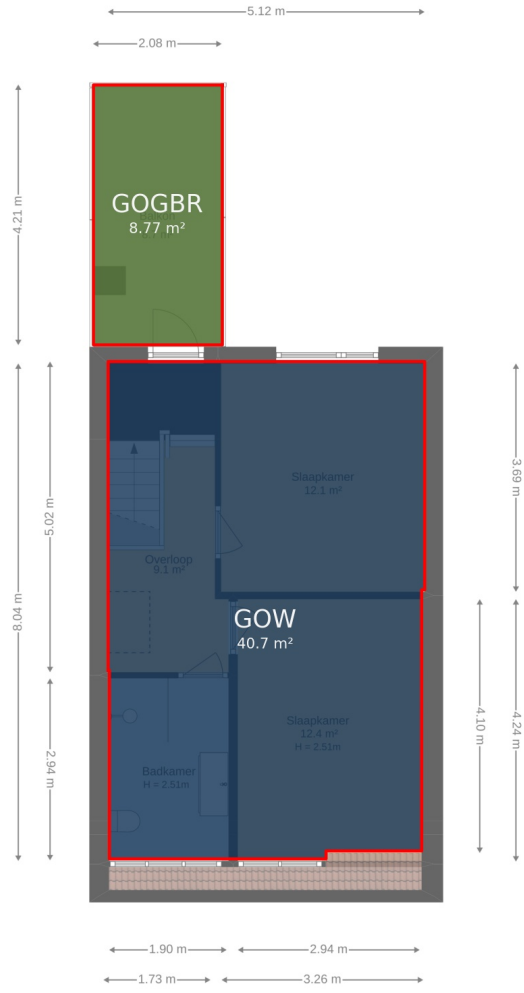 5.12 m
2.08 m
4.21 m
GOGBR
8.77 m²
8.04 m
5.02 m
3.69 m
Slaapkamer
12.1 m²
Overloop
9.1 m²
GOW
40.7 m²
Slaapkamer
12.4 m²
H = 2.51m
4.10 m
4.24 m
2.94 m
Badkamer
H = 2.51m
1.90 m
2.94 m
1.73 m
3.26 m